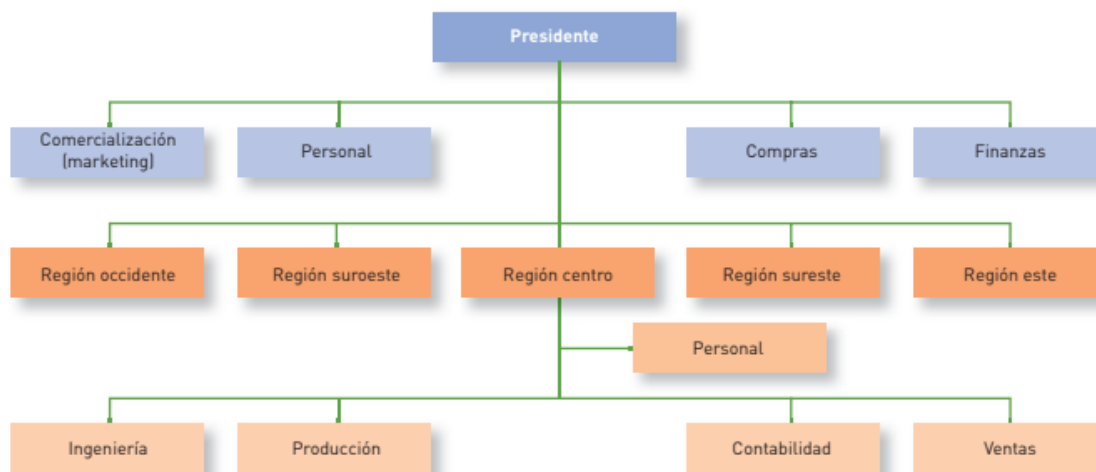 Presidente
Comercialización
(marketing)
Personal
Compras
Finanzas
Región occidente
Región suroeste
Región centro
Región sureste
Región este
Personal
Ingeniería
Producción
Contabilidad
Ventas